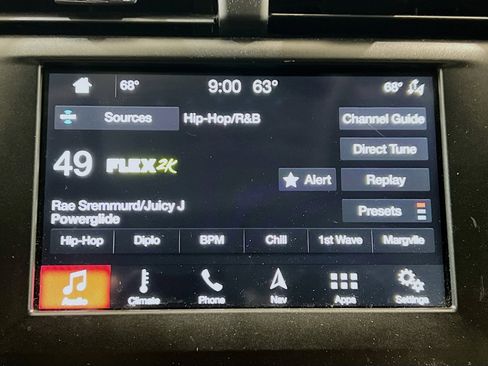 68° 9:00 63° 68°
Sources Hip-Hop/R&B Channel Guide
Direct Tune
49 FLEX2K
Alert Replay
Rae Sremmurd/Juicy J
Powerglide
Presets
Hip-Hop Diplo BPM Chill 1st Wave Margvlle
Audio Climate Phone Nav Apps Settings